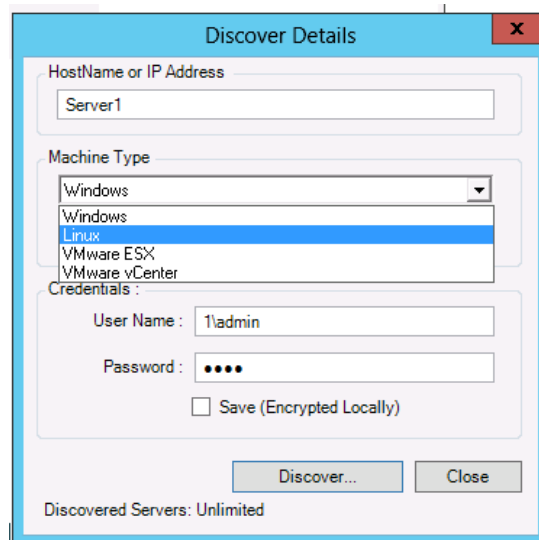 Discover Details
x
HostName or IP Address
Server1
Machine Type
Windows
Windows
Linux
VMware ESX
VMware vCenter
Credentials :
User Name : 1\admin
Password : ●●●●
Save (Encrypted Locally)
Discover... Close
Discovered Servers: Unlimited